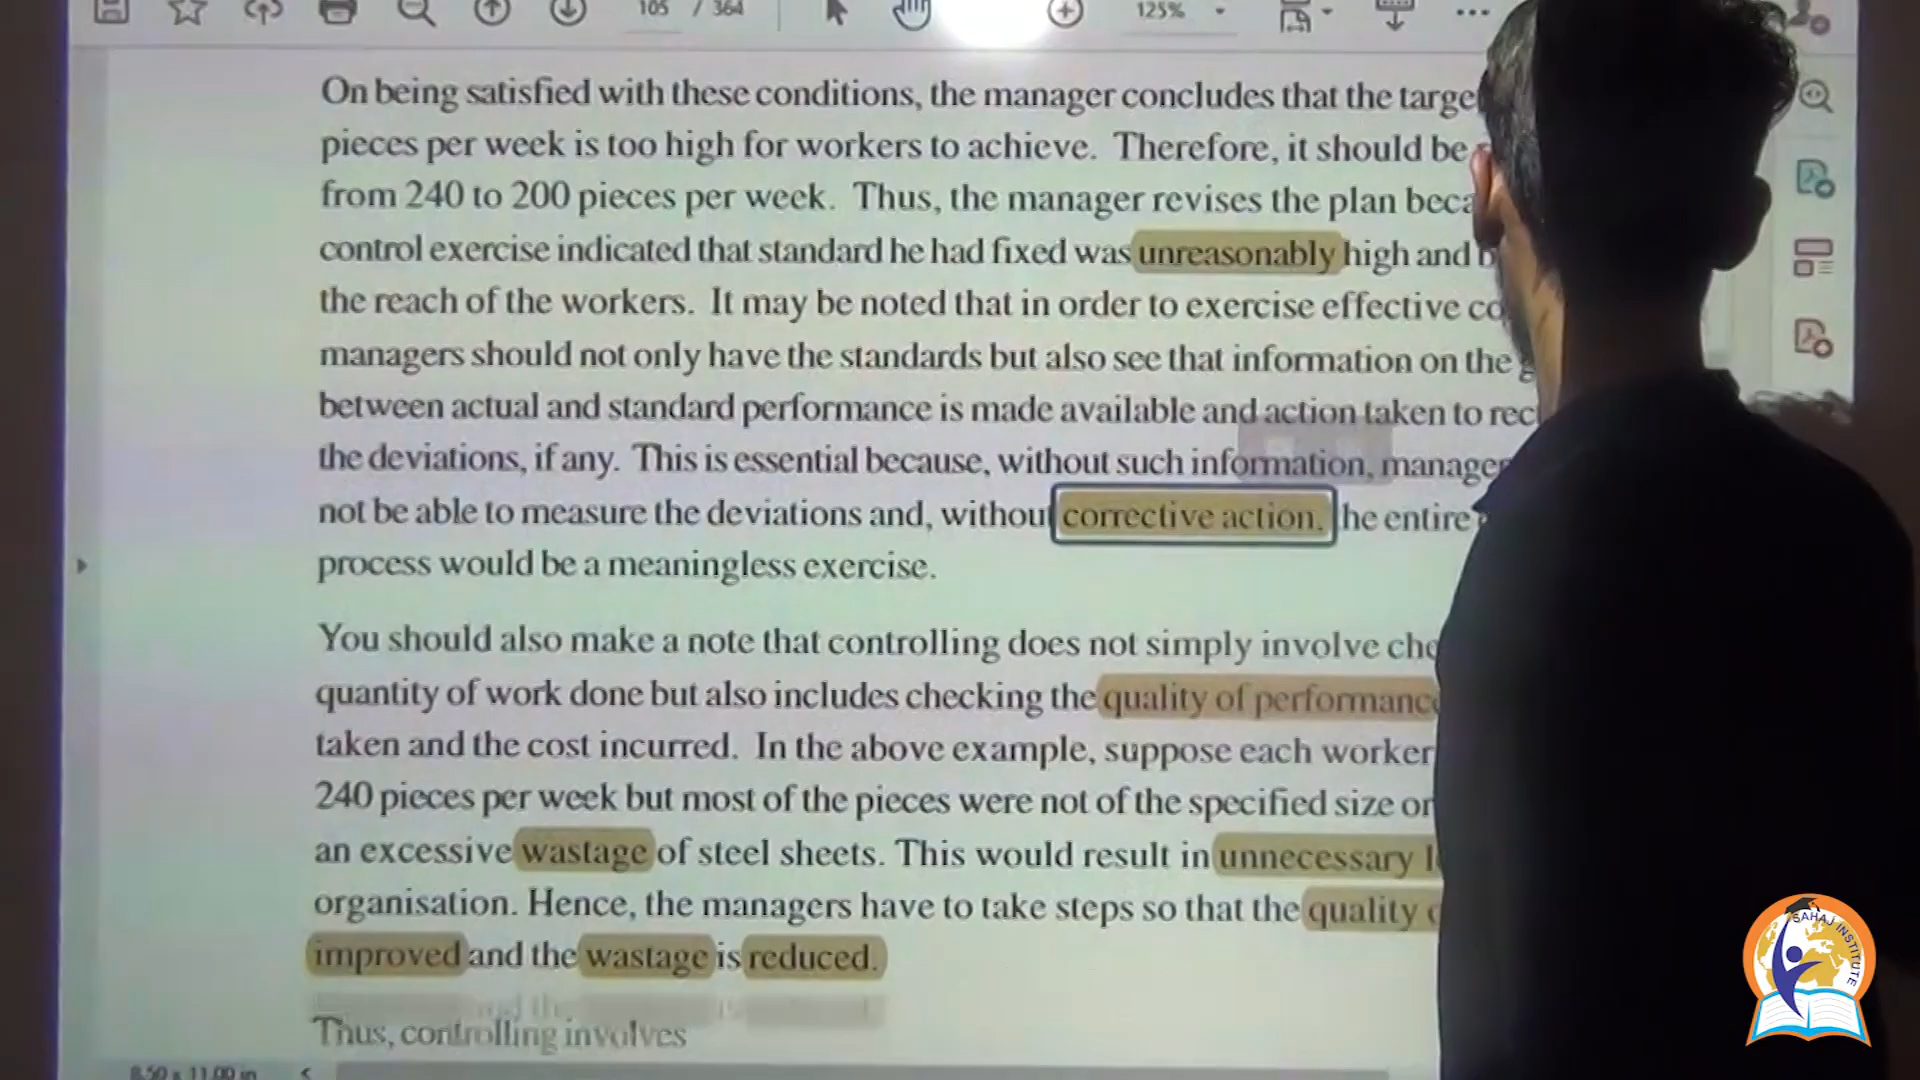 105 / 364
125%
On being satisfied with these conditions, the manager concludes that the
pieces per week is too high for workers to achieve. Therefore, it should be
from 240 to 200 pieces per week. Thus, the manager revises the plan
control exercise indicated that standard he had fixed was unreasonably high and
the reach of the workers. It may be noted that in order to exercise effective
managers should not only have the standards but also see that information on the
between actual and standard performance is made available and action taken to
the deviations, if any. This is essential because, without such information,
not be able to measure the deviations and, without corrective action, he entire
process would be a meaningless exercise.
You should also make a note that controlling does not simply involve
quantity of work done but also includes checking the quality of
taken and the cost incurred. In the above example, suppose each worker
240 pieces per week but most of the pieces were not of the specified size or
an excessive wastage of steel sheets. This would result in unnecessary
organisation. Hence, the managers have to take steps so that the quality
improved and the wastage is reduced.
Thus, controlling involves
8.50 x 11.00 in
SAHAJ INSTITUTE